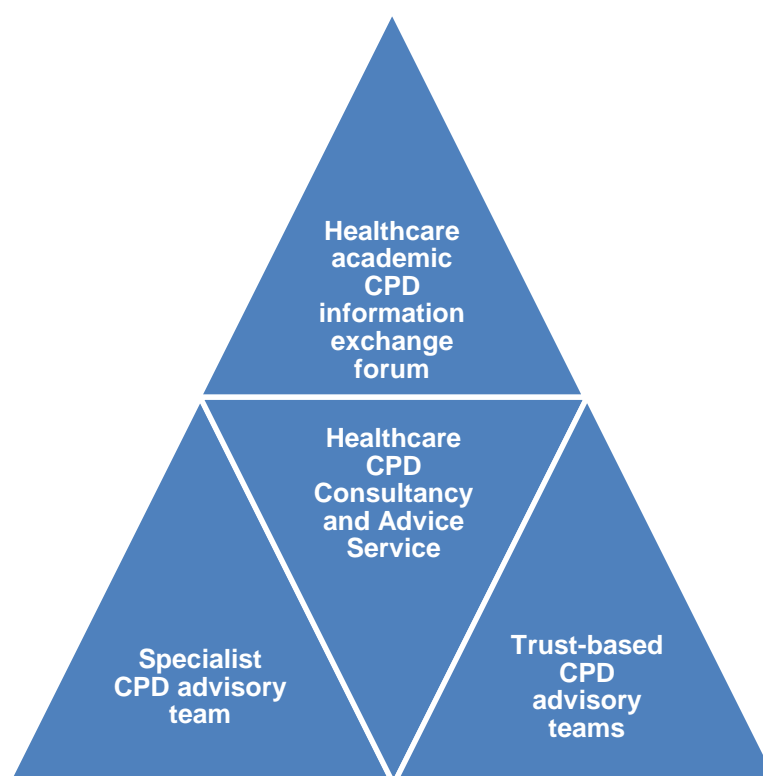 Healthcare
academic
CPD
information
exchange
forum
Healthcare
CPD
Consultancy
and Advice
Service
Specialist
CPD advisory
team
Trust-based
CPD
advisory
teams